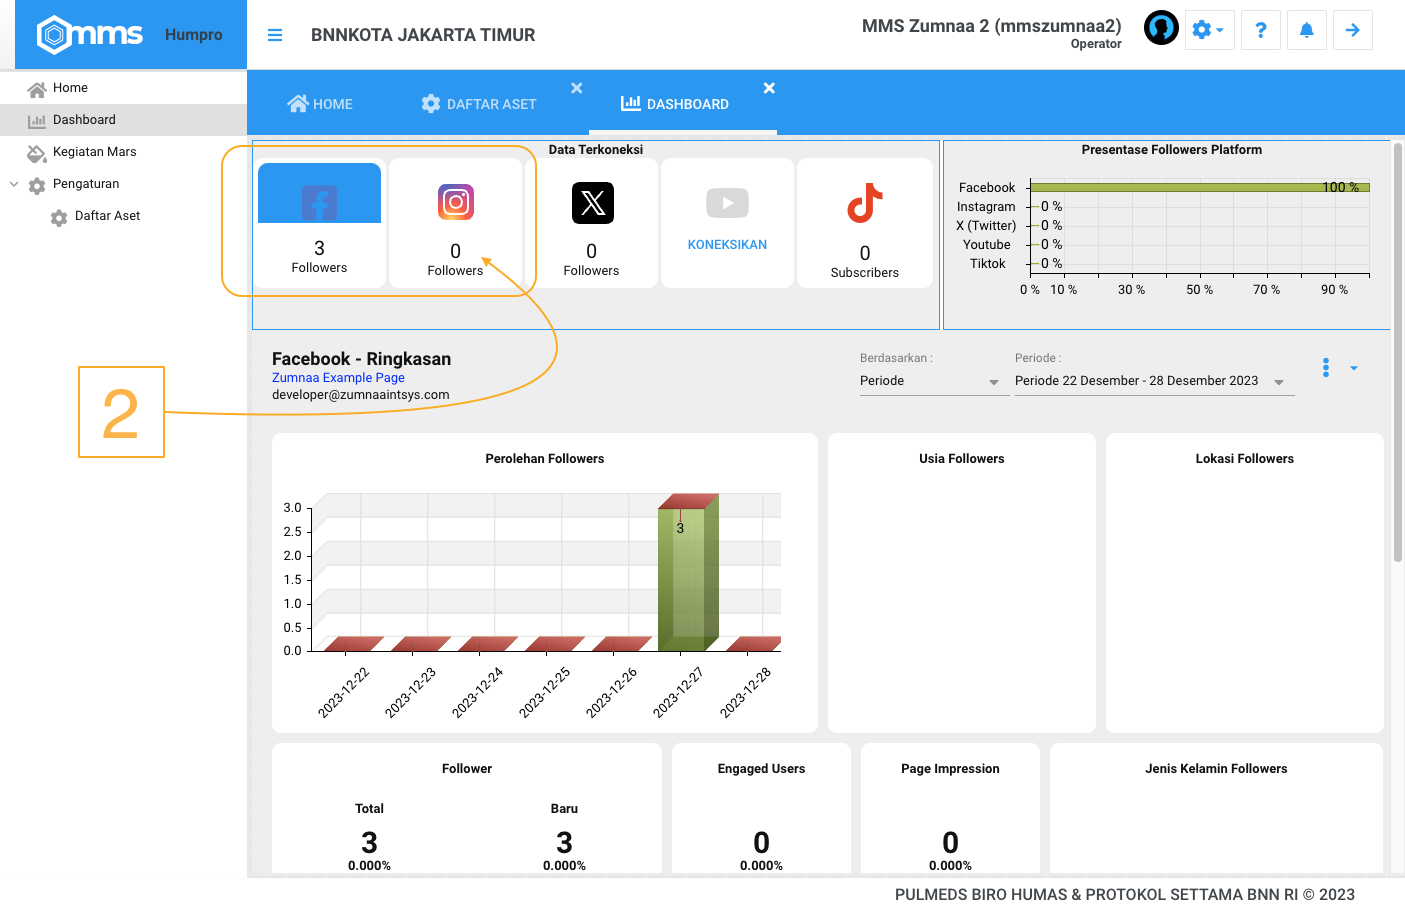 mms Humpro
BNNKOTA JAKARTA TIMUR
MMS Zumnaa 2 (mmszumnaa2)
Operator
Home
Dashboard
Kegiatan Mars
Pengaturan
Daftar Aset
HOME
DAFTAR ASET
DASHBOARD
Data Terkoneksi
3
Followers
0
Followers
0
Followers
KONEKSIKAN
0
Subscribers
Presentase Followers Platform
Facebook 100 %
Instagram 0 %
X (Twitter) 0 %
Youtube 0 %
Tiktok 0 %
0 % 10 % 30 % 50 % 70 % 90 %
2
Facebook - Ringkasan
Zumnaa Example Page
developer@zumnaaintsys.com
Berdasarkan :
Periode
Periode :
Periode 22 Desember - 28 Desember 2023
Perolehan Followers
3.0
2.5
2.0
1.5
1.0
0.5
0.0
3
2023-12-22 2023-12-23 2023-12-24 2023-12-25 2023-12-26 2023-12-27 2023-12-28
Usia Followers
Lokasi Followers
Follower
Total
3
0.000%
Baru
3
0.000%
Engaged Users
0
0.000%
Page Impression
0
0.000%
Jenis Kelamin Followers
PULMEDS BIRO HUMAS & PROTOKOL SETTAMA BNN RI © 2023